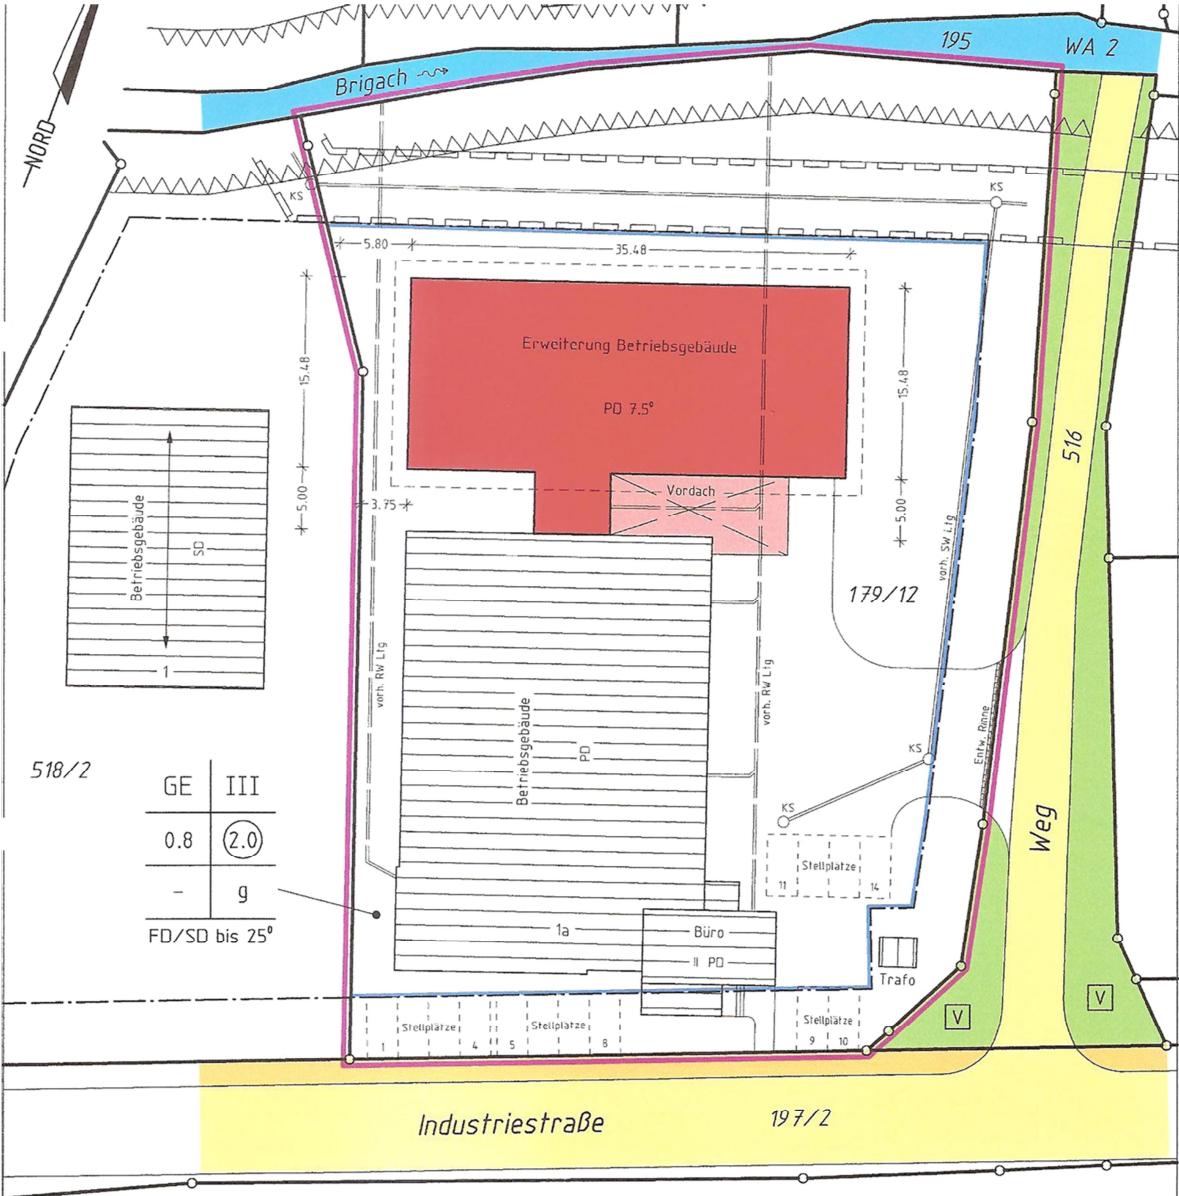 195
WA 2
Brigach
NORD
KS
KS
5.80
35.48
15.48
Erweiterung Betriebsgebäude
PD 7.5°
15.48
516
Vordach
5.00
3.75
5.00
Betriebsgebäude
SD
1
vorh. SW Ltg
179/12
vorh. RW Ltg
vorh. RW Ltg
Betriebsgebäude
PD
Entw. Rinne
KS
KS
518/2
GE III
0.8 2.0
- g
FD/SD bis 25°
Weg
Stellplätze
11 14
1a
Büro
II PD
Trafo
V
V
Stellplätze
Stellplätze
Stellplätze
1 4 5 8 9 10
Industriestraße
197/2